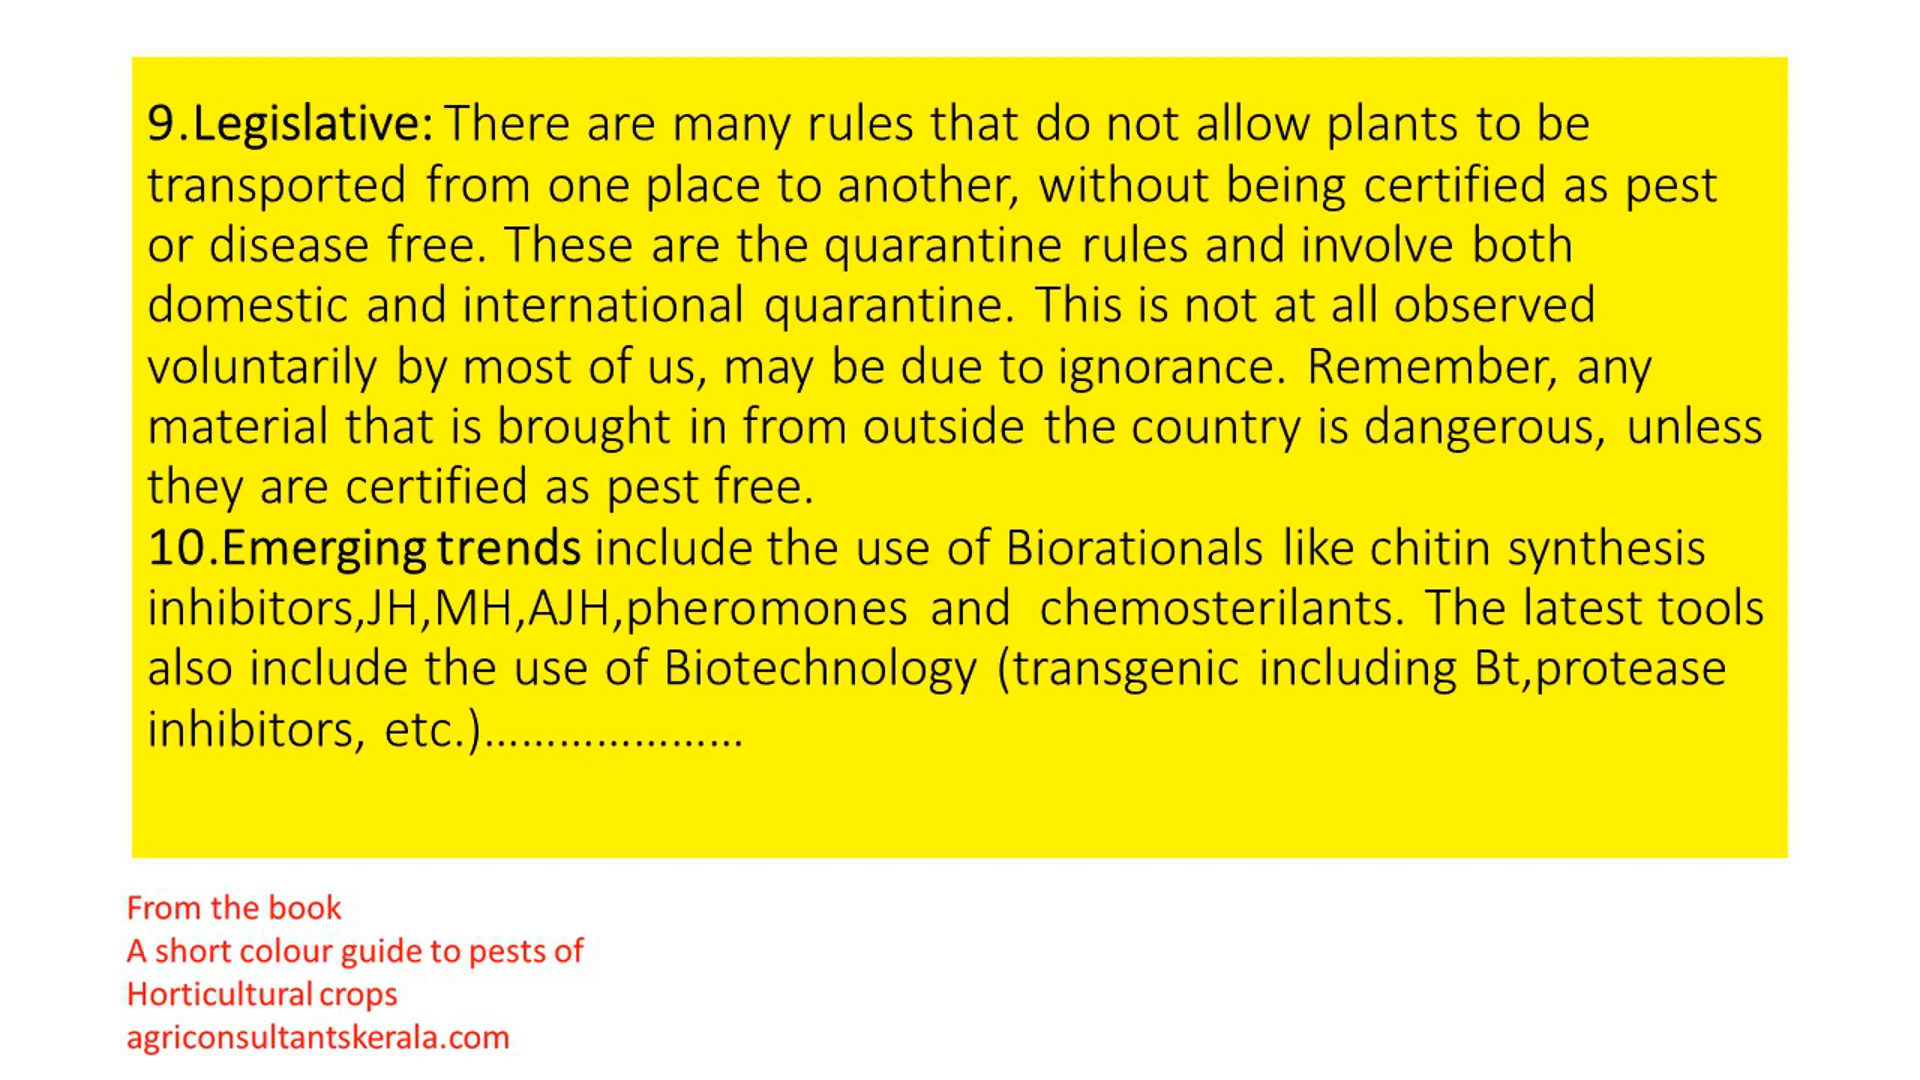 9.Legislative: There are many rules that do not allow plants to be
transported from one place to another, without being certified as pest
or disease free. These are the quarantine rules and involve both
domestic and international quarantine. This is not at all observed
voluntarily by most of us, may be due to ignorance. Remember, any
material that is brought in from outside the country is dangerous, unless
they are certified as pest free.
10.Emerging trends include the use of Biorationals like chitin synthesis
inhibitors,JH,MH,AJH,pheromones and chemosterilants. The latest tools
also include the use of Biotechnology (transgenic including Bt,protease
inhibitors, etc.).....................
From the book
A short colour guide to pests of
Horticultural crops
agriconsultantskerala.com